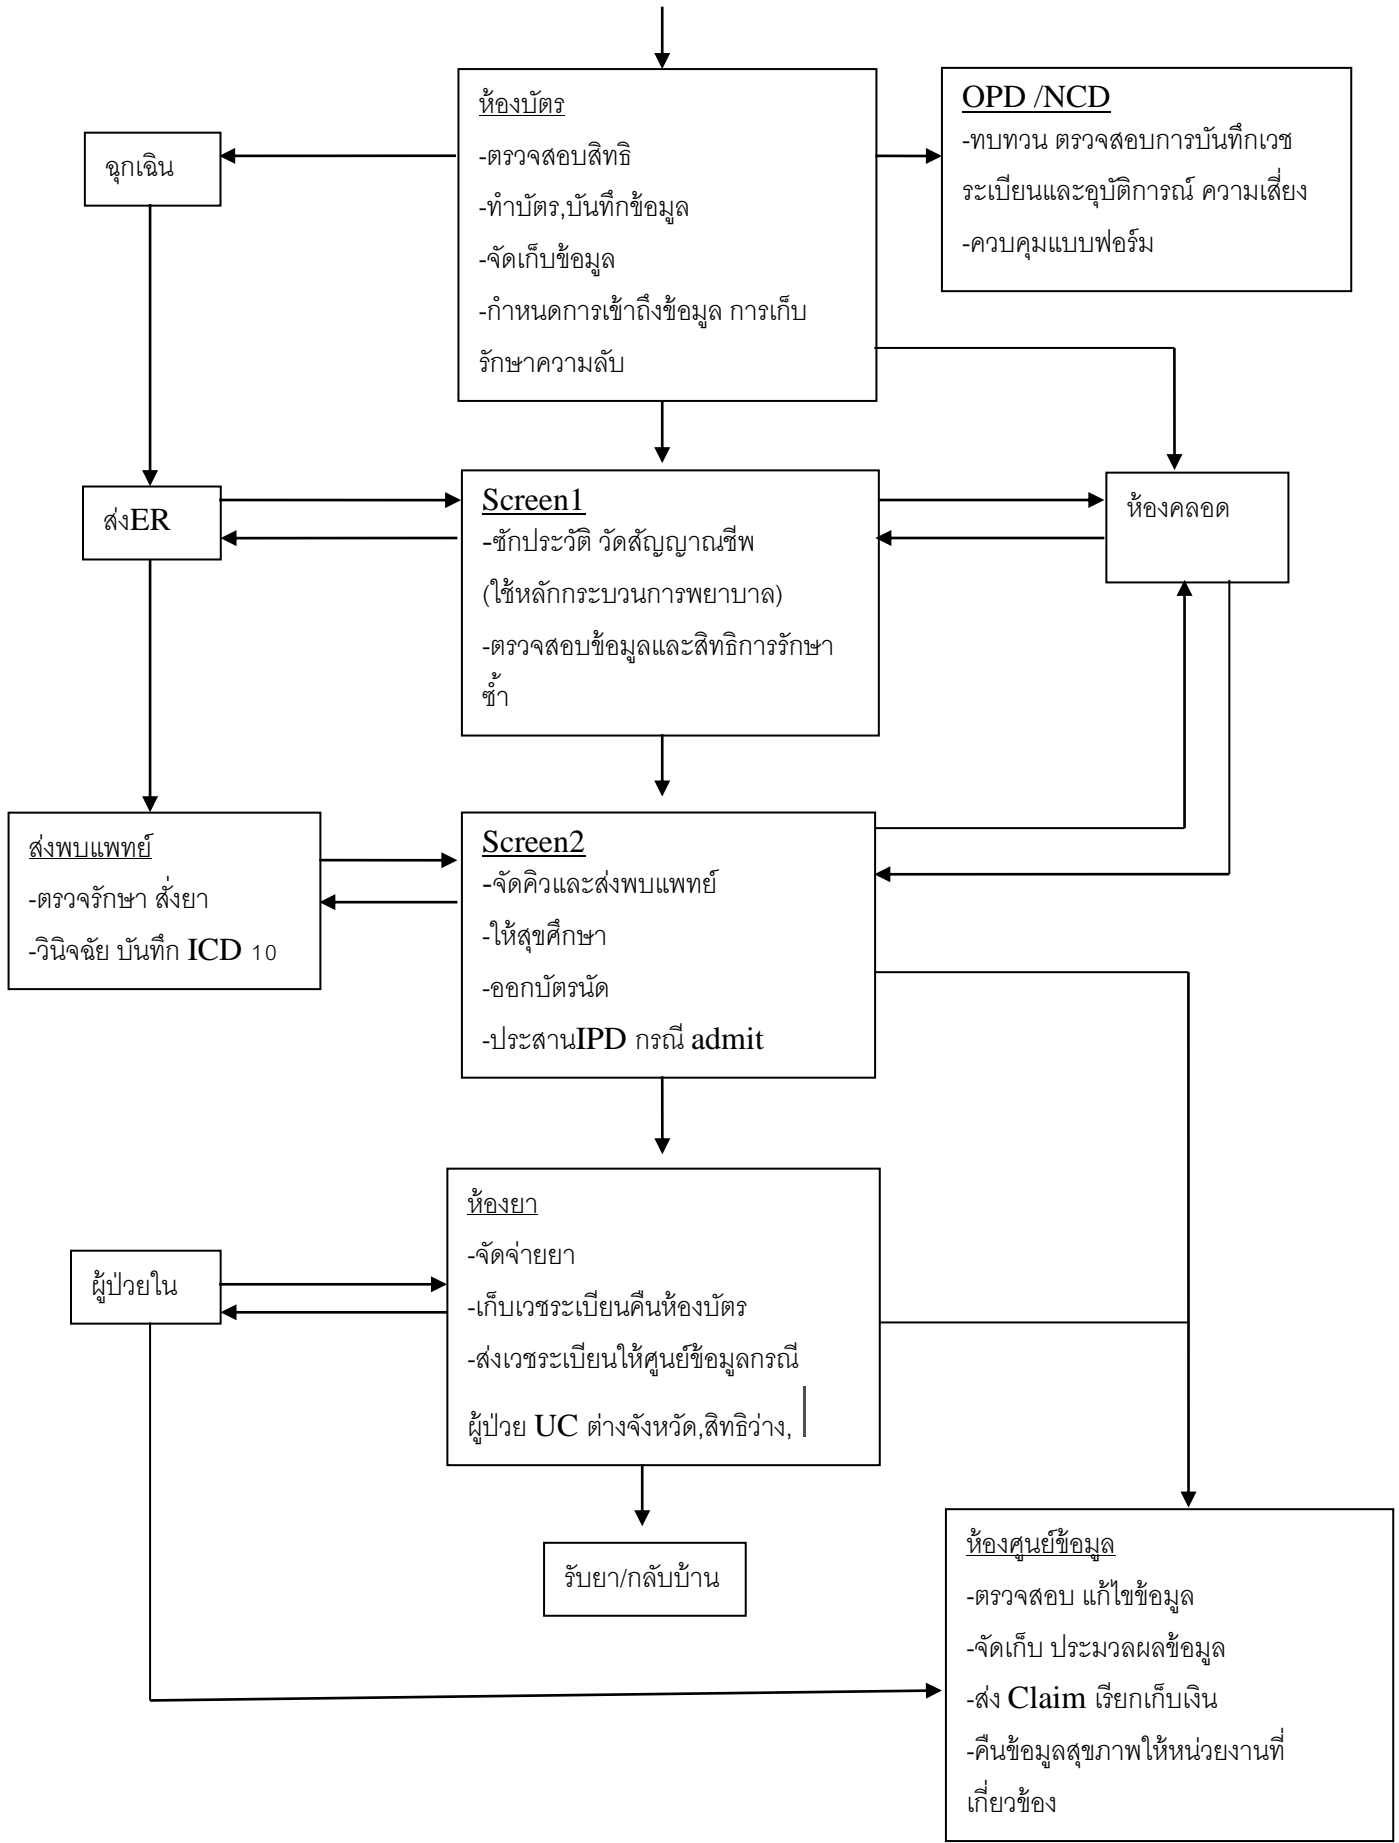 ห้องบัตร
-ตรวจสอบสิทธิ
-ทำบัตร,บันทึกข้อมูล
-จัดเก็บข้อมูล
-กำหนดการเข้าถึงข้อมูล การเก็บ
รักษาความลับ
OPD /NCD
-ทบทวน ตรวจสอบการบันทึกเวช
ระเบียนและอุบัติการณ์ ความเสี่ยง
-ควบคุมแบบฟอร์ม
ฉุกเฉิน
ส่งER
Screen1
-ซักประวัติ วัดสัญญาณชีพ
(ใช้หลักกระบวนการพยาบาล)
-ตรวจสอบข้อมูลและสิทธิการรักษา
ซ้ำ
ห้องคลอด
ส่งพบแพทย์
-ตรวจรักษา สั่งยา
-วินิจฉัย บันทึก ICD 10
Screen2
-จัดคิวและส่งพบแพทย์
-ให้สุขศึกษา
-ออกบัตรนัด
-ประสานIPD กรณี admit
ห้องยา
-จัดจ่ายยา
-เก็บเวชระเบียนคืนห้องบัตร
-ส่งเวชระเบียนให้ศูนย์ข้อมูลกรณี
ผู้ป่วย UC ต่างจังหวัด,สิทธิว่าง,
ผู้ป่วยใน
รับยา/กลับบ้าน
ห้องศูนย์ข้อมูล
-ตรวจสอบ แก้ไขข้อมูล
-จัดเก็บ ประมวลผลข้อมูล
-ส่ง Claim เรียกเก็บเงิน
-คืนข้อมูลสุขภาพให้หน่วยงานที่
เกี่ยวข้อง